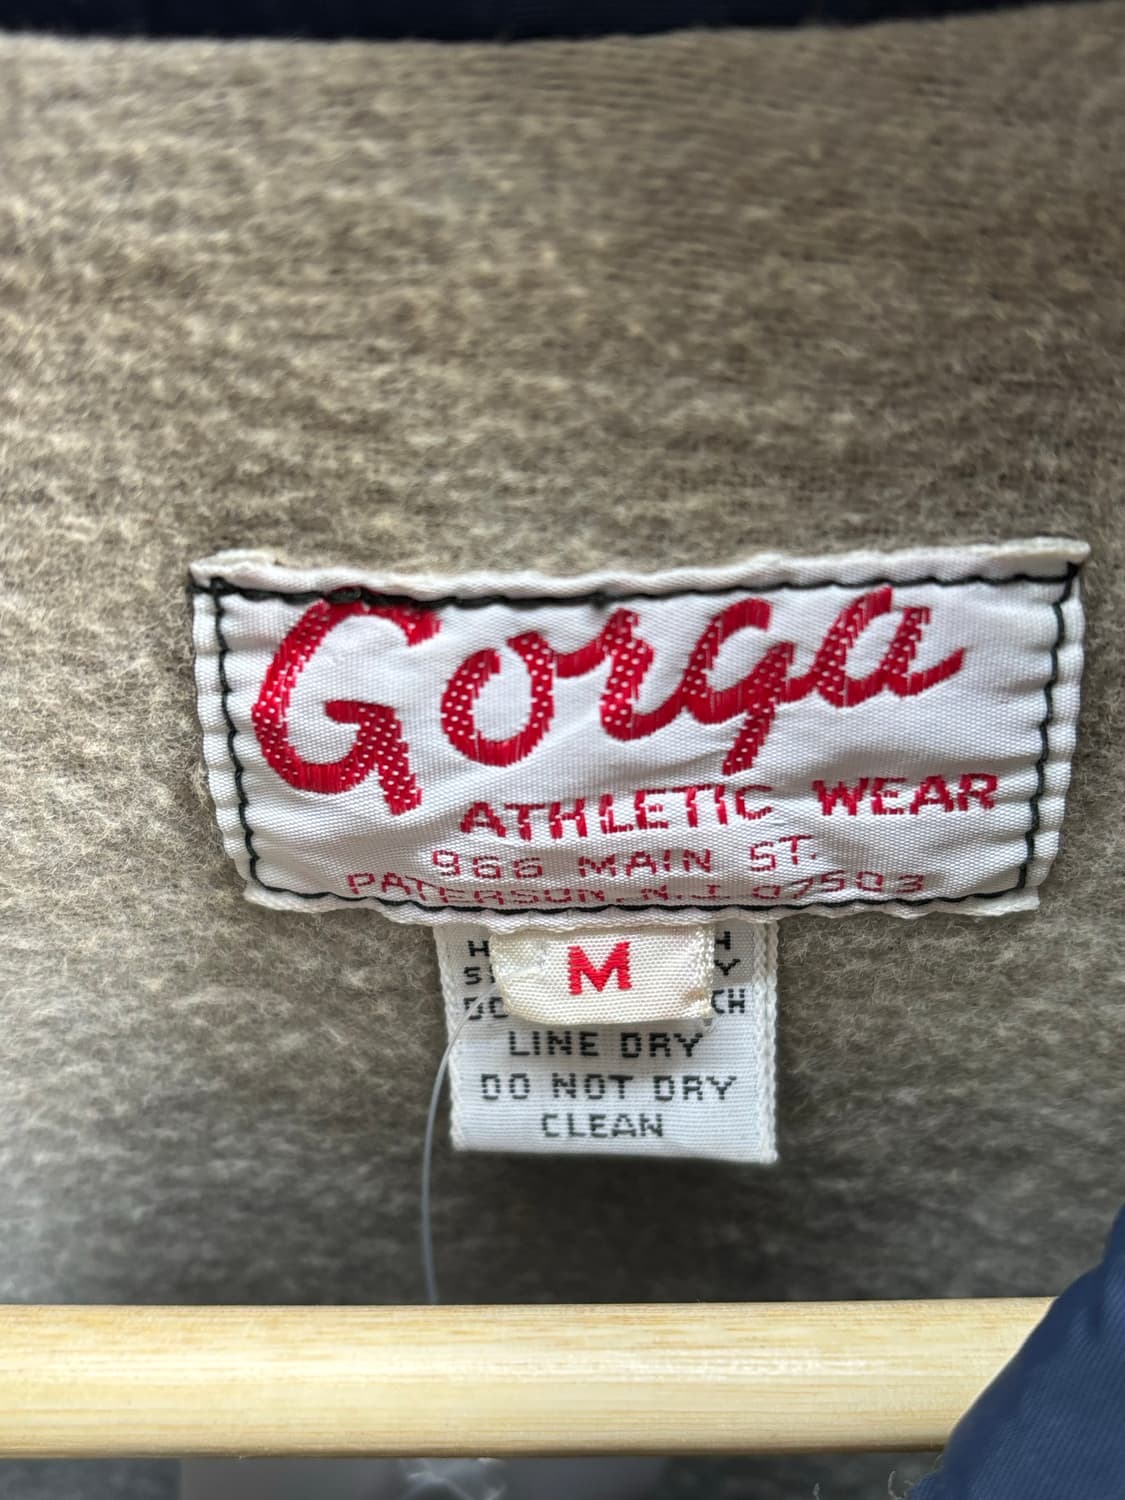 Gorga
ATHLETIC WEAR
966 MAIN ST.
PATERSON, N.J. 07503
M
LINE DRY
DO NOT DRY
CLEAN